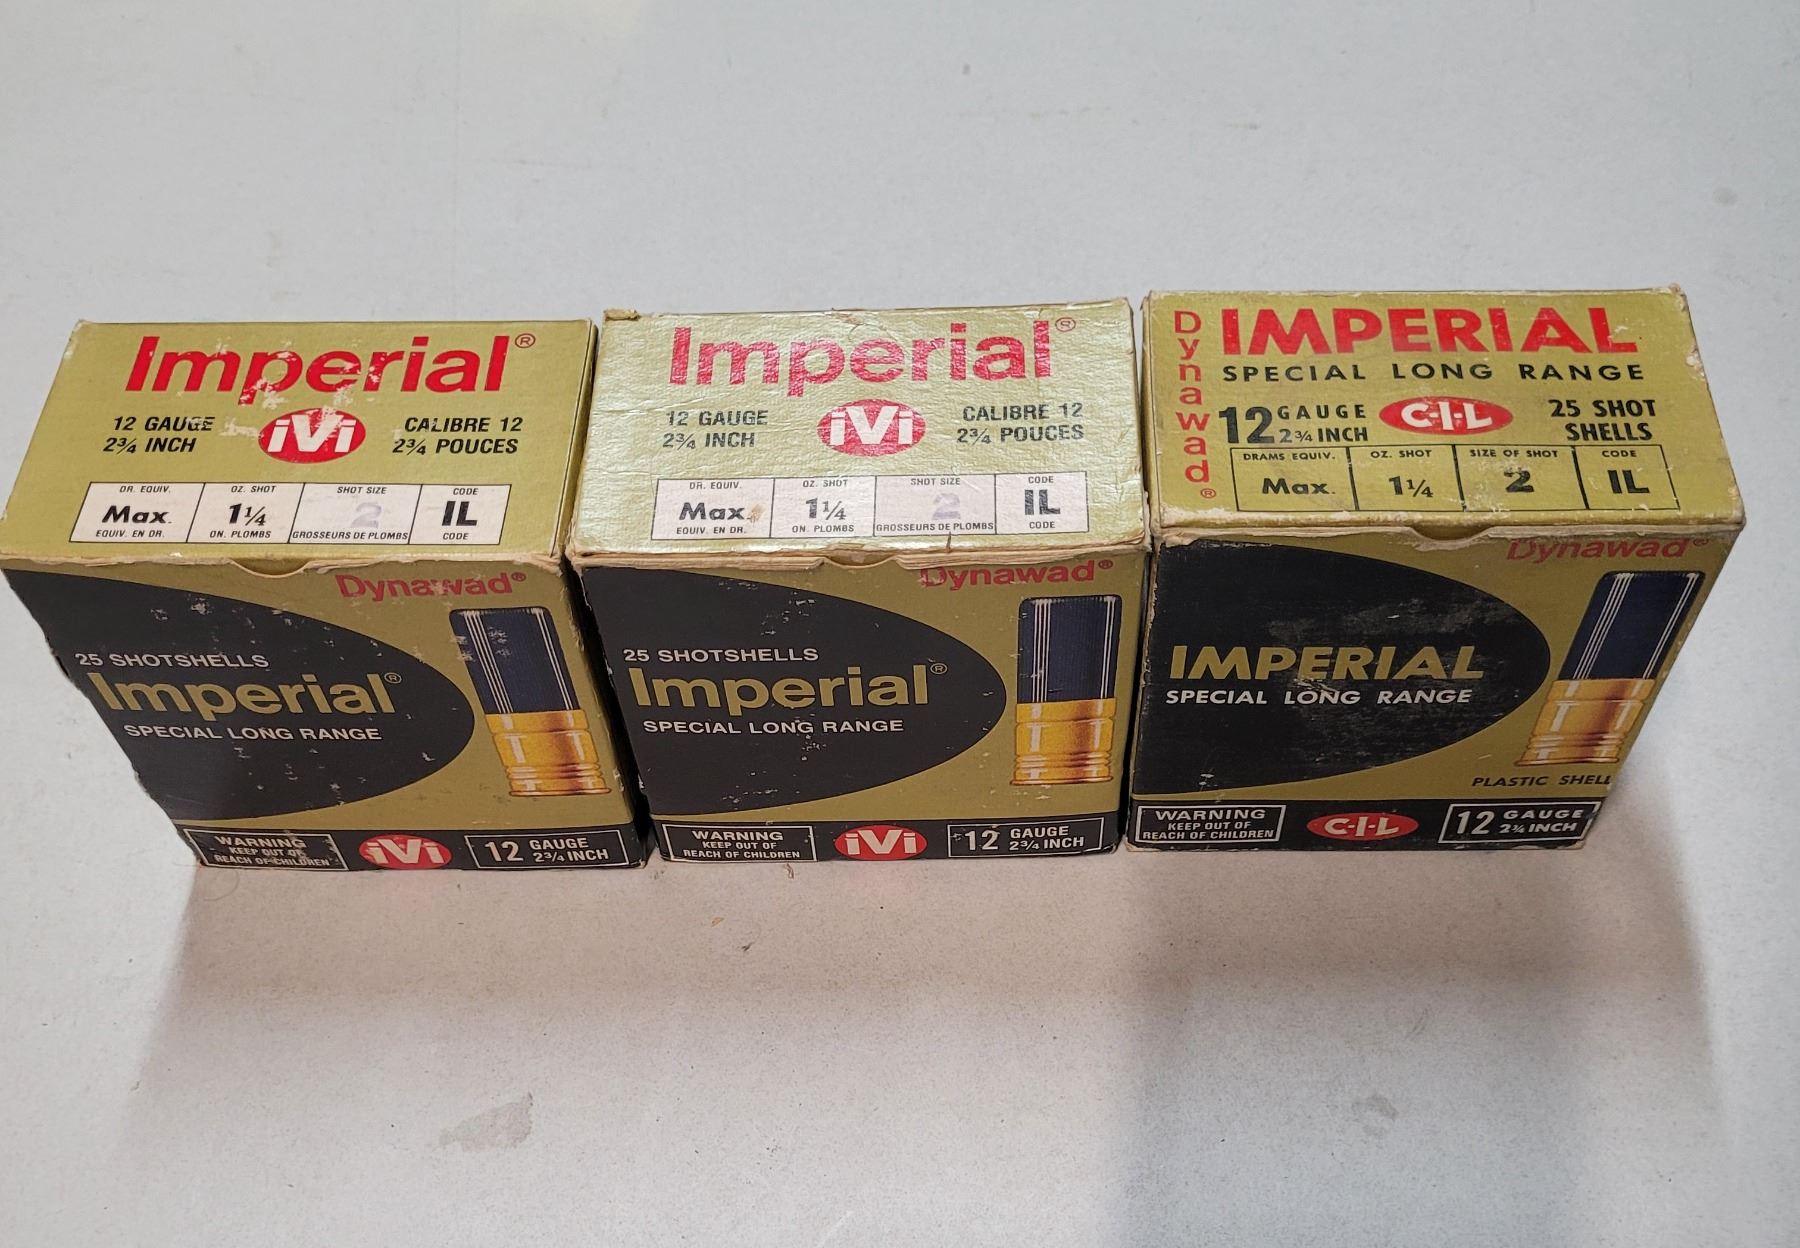 Imperial®
12 GAUGE
2¾ INCH
iVi
CALIBRE 12
2¾ POUCES
DR. EQUIV.
Max.
EQUIV. EN DR.
OZ. SHOT
1¼
ON. PLOMBS
SHOT SIZE
2
GROSSEURS DE PLOMBS
CODE
IL
CODE
Dynawad®
25 SHOTSHELLS
Imperial®
SPECIAL LONG RANGE
WARNING
KEEP OUT OF
REACH OF CHILDREN
iVi
12 GAUGE
2¾ INCH
Imperial®
12 GAUGE
2¾ INCH
iVi
CALIBRE 12
2¾ POUCES
DR. EQUIV.
Max.
EQUIV. EN DR.
OZ. SHOT
1¼
ON. PLOMBS
SHOT SIZE
2
GROSSEURS DE PLOMBS
CODE
IL
CODE
Dynawad®
25 SHOTSHELLS
Imperial®
SPECIAL LONG RANGE
WARNING
KEEP OUT OF
REACH OF CHILDREN
iVi
12 GAUGE
2¾ INCH
Dynawad®
IMPERIAL
SPECIAL LONG RANGE
12 GAUGE
2¾ INCH
C-I-L
25 SHOT
SHELLS
DRAMS EQUIV.
Max.
OZ. SHOT
1¼
SIZE OF SHOT
2
CODE
IL
Dynawad®
IMPERIAL
SPECIAL LONG RANGE
PLASTIC SHELL
WARNING
KEEP OUT OF
REACH OF CHILDREN
C-I-L
12 GAUGE
2¾ INCH